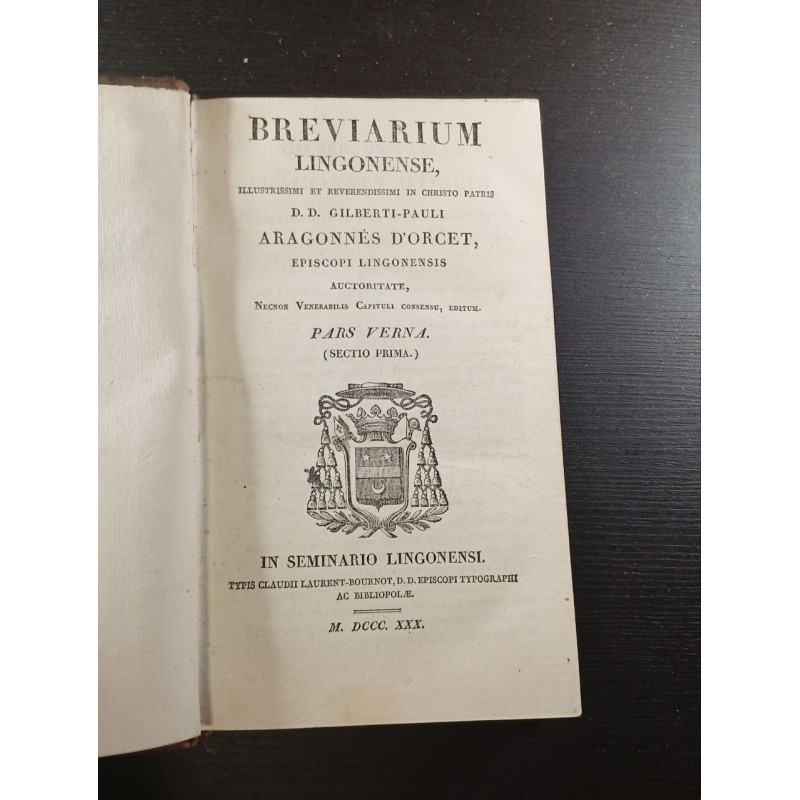 BREVIARIUM
LINGONENSE,
ILLUSTRISSIMI ET REVERENDISSIMI IN CHRISTO PATRIS
D. D. GILBERTI-PAULI
ARAGONNÈS D'ORCET,
EPISCOPI LINGONENSIS
AUCTORITATE,
NECNON VENERABILIS CAPITULI CONSENSU, EDITUM.
PARS VERNA.
(SECTIO PRIMA.)
IN SEMINARIO LINGONENSI.
TYPIS CLAUDII LAURENT-BOURNOT, D. D. EPISCOPI TYPOGRAPHI
AC BIBLIOPOLÆ.
M. DCCC. XXX.